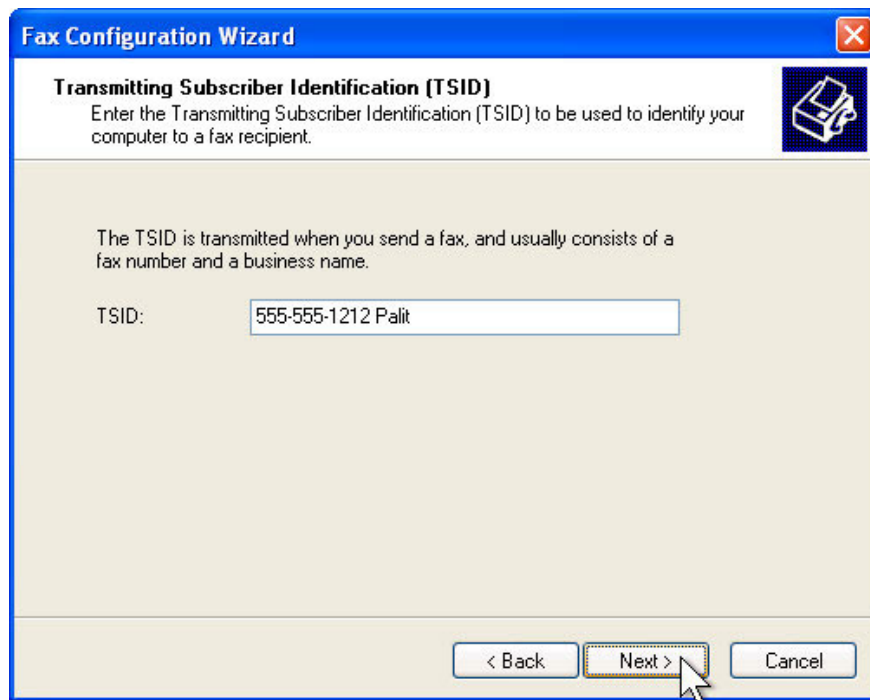 Fax Configuration Wizard
Transmitting Subscriber Identification (TSID)
Enter the Transmitting Subscriber Identification (TSID) to be used to identify your
computer to a fax recipient.
The TSID is transmitted when you send a fax, and usually consists of a
fax number and a business name.
TSID: 555-555-1212 Palit
< Back Next > Cancel